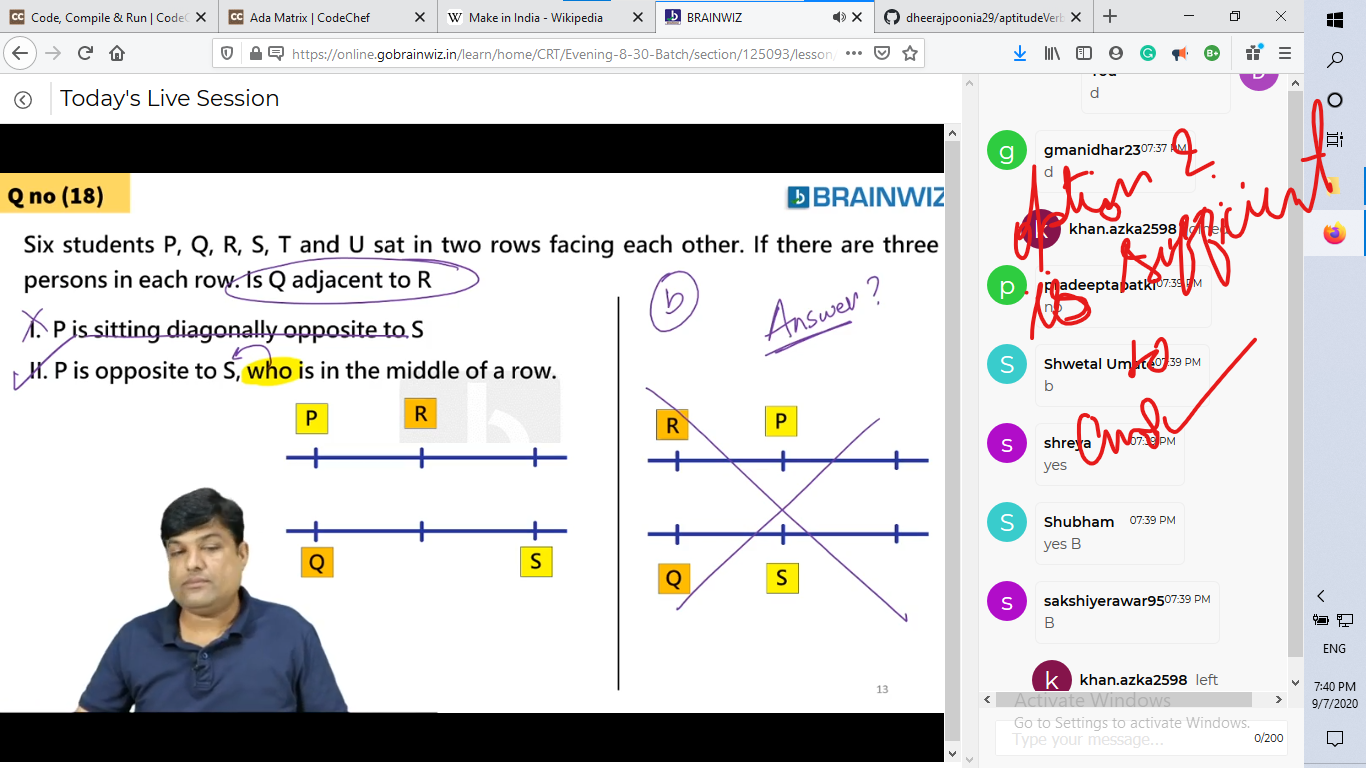 Code, Compile & Run | CodeC
Ada Matrix | CodeChef
Make in India - Wikipedia
BRAINWIZ
dheerajpoonia29/aptitudeVerb
https://online.gobrainwiz.in/learn/home/CRT/Evening-8-30-Batch/section/125093/lesson/
Today's Live Session
Q no (18)
BRAINWIZ
Six students P, Q, R, S, T and U sat in two rows facing each other. If there are three
persons in each row. Is Q adjacent to R
I. P is sitting diagonally opposite to S
II. P is opposite to S, who is in the middle of a row.
b
Answer?
P
R
Q
S
R
P
Q
S
13
You
d
gmanidhar23 07:37 PM
d
khan.azka2598 joined
pradeeptapatki 07:39 PM
no
Shwetal Umate 07:39 PM
b
shreya 07:39 PM
yes
Shubham 07:39 PM
yes B
sakshiyerawar95 07:39 PM
B
khan.azka2598 left
option 2
is sufficient
to
Activate Windows
Go to Settings to activate Windows.
Type your message...
0/200
ENG
7:40 PM
9/7/2020